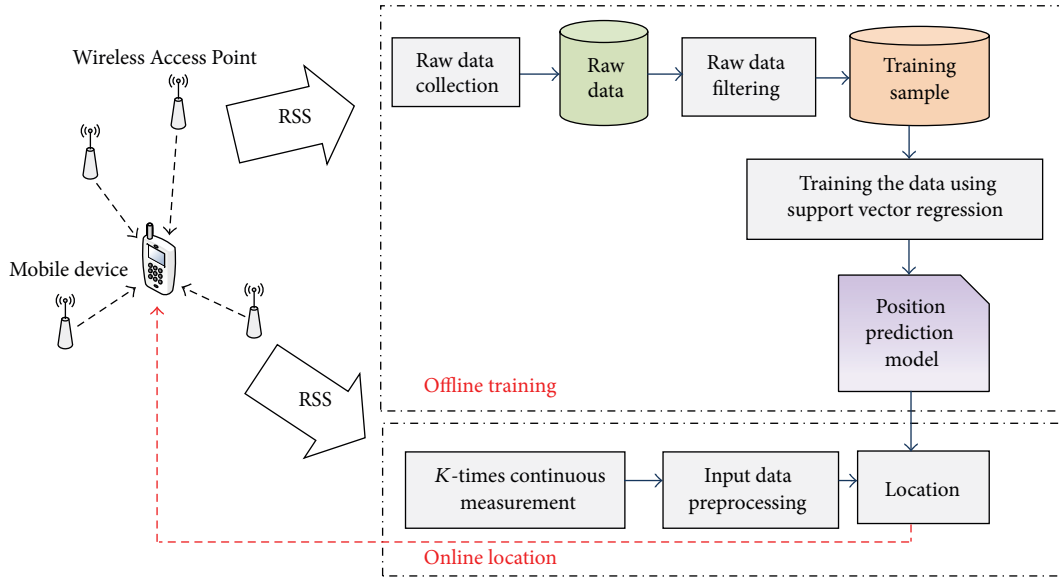 Wireless Access Point
RSS
Mobile device
RSS
Raw data
collection
Raw
data
Raw data
filtering
Training
sample
Training the data using
support vector regression
Position
prediction
model
Offline training
K-times continuous
measurement
Input data
preprocessing
Location
Online location